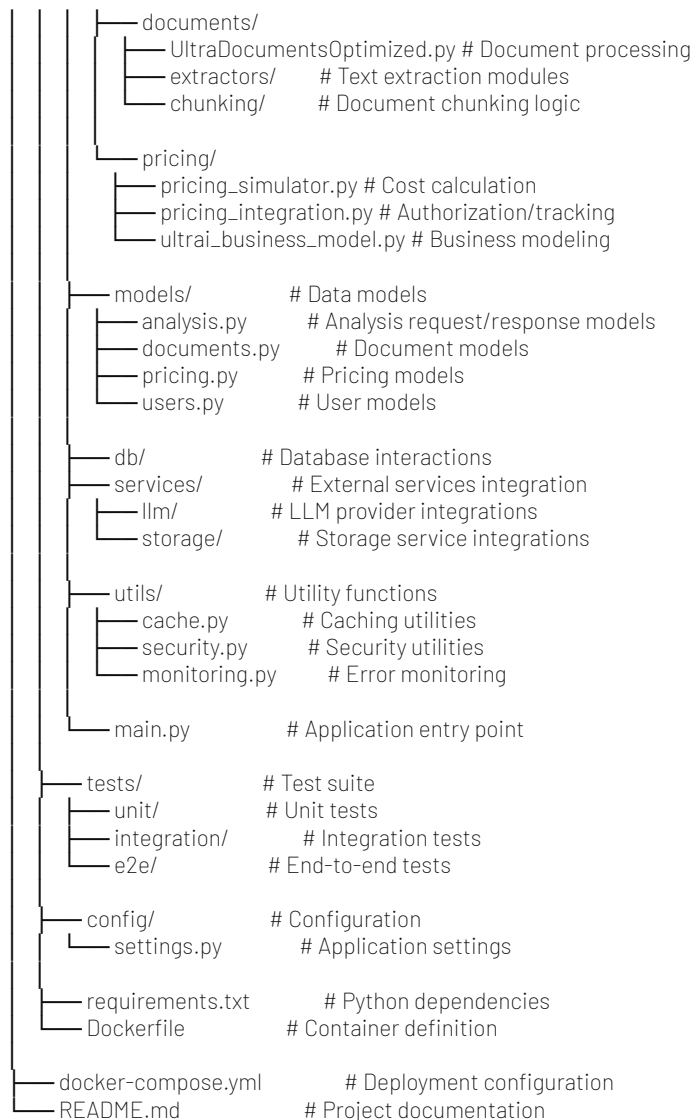 documents/
UltraDocumentsOptimized.py # Document processing
extractors/ # Text extraction modules
chunking/ # Document chunking logic
pricing/
pricing_simulator.py # Cost calculation
pricing_integration.py # Authorization/tracking
ultrai_business_model.py # Business modeling
models/ # Data models
analysis.py # Analysis request/response models
documents.py # Document models
pricing.py # Pricing models
users.py # User models
db/ # Database interactions
services/ # External services integration
llm/ # LLM provider integrations
storage/ # Storage service integrations
utils/ # Utility functions
cache.py # Caching utilities
security.py # Security utilities
monitoring.py # Error monitoring
main.py # Application entry point
tests/ # Test suite
unit/ # Unit tests
integration/ # Integration tests
e2e/ # End-to-end tests
config/ # Configuration
settings.py # Application settings
requirements.txt # Python dependencies
Dockerfile # Container definition
docker-compose.yml # Deployment configuration
README.md # Project documentation